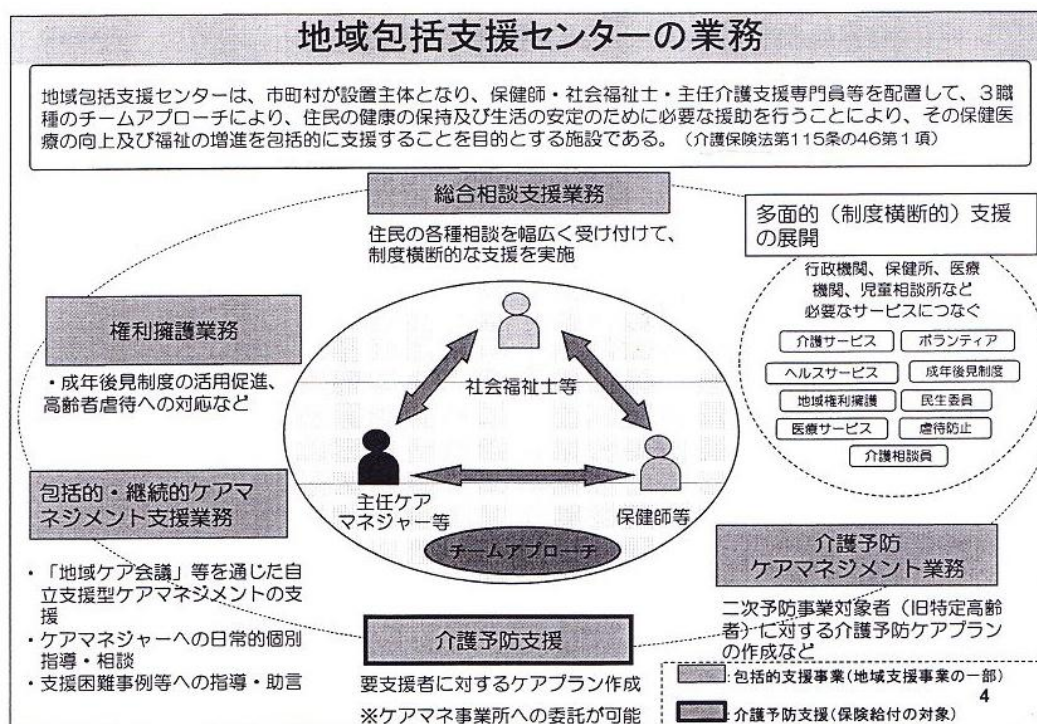 地域包括支援センターの業務
地域包括支援センターは、市町村が設置主体となり、保健師・社会福祉士・主任介護支援専門員等を配置して、３職
種のチームアプローチにより、住民の健康の保持及び生活の安定のために必要な援助を行うことにより、その保健医
療の向上及び福祉の増進を包括的に支援することを目的とする施設である。（介護保険法第115条の46第１項）
総合相談支援業務
住民の各種相談を幅広く受け付けて、
制度横断的な支援を実施
多面的（制度横断的）支援
の展開
行政機関、保健所、医療
機関、児童相談所など
必要なサービスにつなぐ
介護サービス
ボランティア
ヘルスサービス
成年後見制度
地域権利擁護
民生委員
医療サービス
虐待防止
介護相談員
権利擁護業務
・成年後見制度の活用促進、
高齢者虐待への対応など
社会福祉士等
主任ケア
マネジャー等
保健師等
チームアプローチ
包括的・継続的ケアマ
ネジメント支援業務
・「地域ケア会議」等を通じた自
立支援型ケアマネジメントの支
援
・ケアマネジャーへの日常的個別
指導・相談
・支援困難事例等への指導・助言
介護予防
ケアマネジメント業務
二次予防事業対象者（旧特定高齢
者）に対する介護予防ケアプラン
の作成など
介護予防支援
要支援者に対するケアプラン作成
※ケアマネ事業所への委託が可能
:包括的支援事業(地域支援事業の一部)
4
:介護予防支援(保険給付の対象)